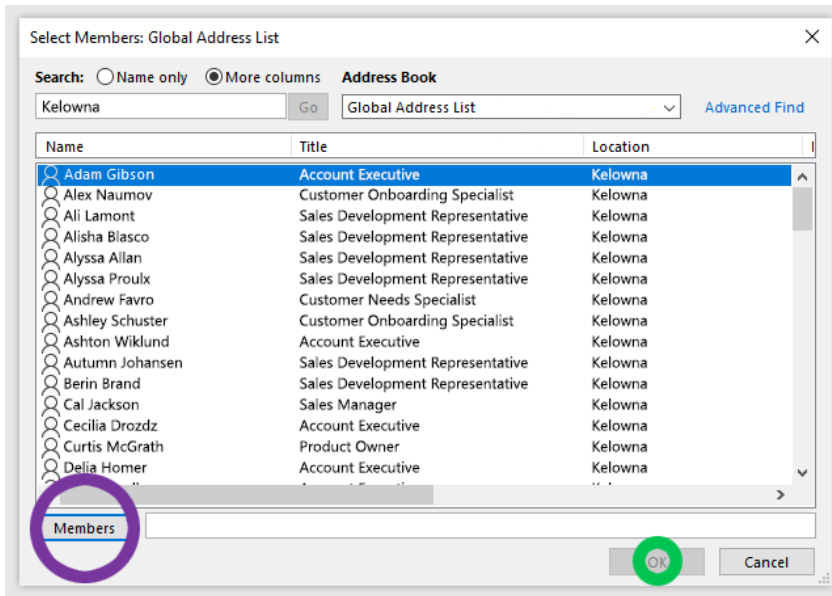 Select Members: Global Address List
Search: Name only More columns Address Book
Kelowna Go Global Address List Advanced Find
Name Title Location
Adam Gibson Account Executive Kelowna
Alex Naumov Customer Onboarding Specialist Kelowna
Ali Lamont Sales Development Representative Kelowna
Alisha Blasco Sales Development Representative Kelowna
Alyssa Allan Sales Development Representative Kelowna
Alyssa Proulx Sales Development Representative Kelowna
Andrew Favro Customer Needs Specialist Kelowna
Ashley Schuster Customer Onboarding Specialist Kelowna
Ashton Wiklund Account Executive Kelowna
Autumn Johansen Sales Development Representative Kelowna
Berin Brand Sales Development Representative Kelowna
Cal Jackson Sales Manager Kelowna
Cecilia Drozdz Account Executive Kelowna
Curtis McGrath Product Owner Kelowna
Delia Homer Account Executive Kelowna
Members
OK Cancel